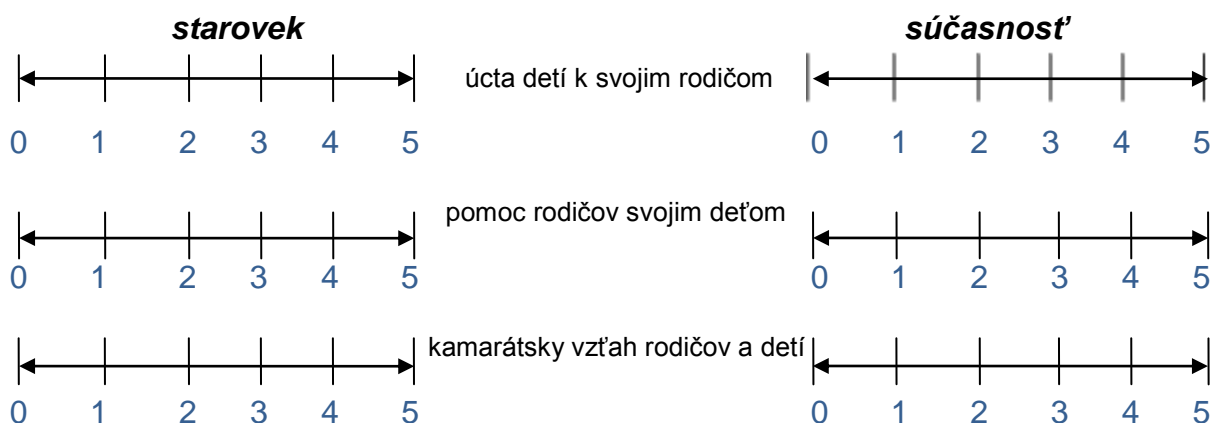 starovek súčasnosť
úcta detí k svojim rodičom
0 1 2 3 4 5 0 1 2 3 4 5
pomoc rodičov svojim deťom
0 1 2 3 4 5 0 1 2 3 4 5
kamarátsky vzťah rodičov a detí
0 1 2 3 4 5 0 1 2 3 4 5